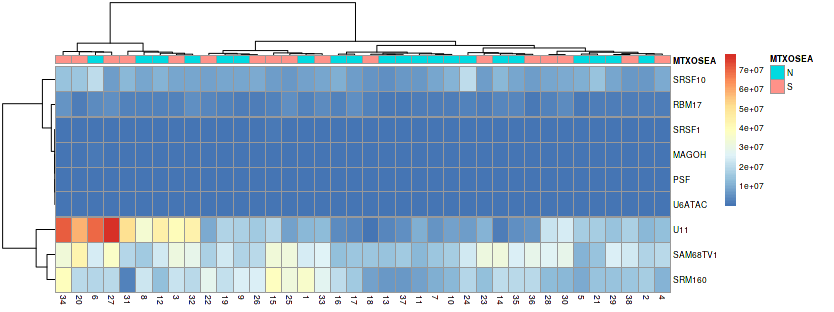 MTXOSEA
SRSF10
RBM17
SRSF1
MAGOH
PSF
U6ATAC
U11
SAM68TV1
SRM160
34 20 6 27 31 8 12 3 32 22 19 9 26 15 25 1 33 16 17 18 13 37 11 7 10 24 23 14 35 36 28 30 5 21 29 38 2 4
7e+07
6e+07
5e+07
4e+07
3e+07
2e+07
1e+07
MTXOSEA
N
S